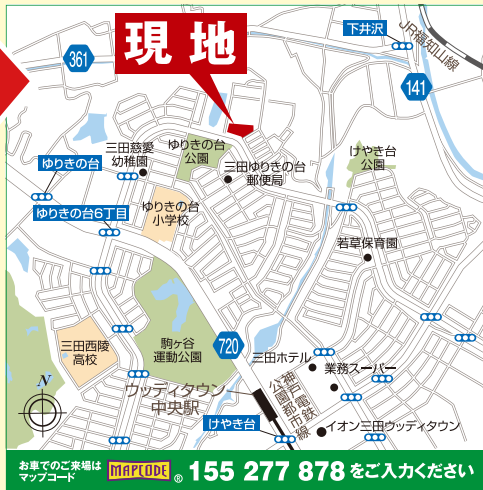 下井沢
JR福知山線
361
現地
141
三田慈愛
幼稚園
ゆりきの台
公園
けやき台
公園
三田ゆりきの台
郵便局
ゆりきの台
ゆりきの台6丁目
ゆりきの台
小学校
若草保育園
三田西陵
高校
駒ヶ谷
運動公園
720
三田ホテル
業務スーパー
神戸電鉄
公園都市線
N
ウッディタウン
中央駅
けやき台
イオン三田ウッディタウン
お車でのご来場は
マップコード
MAPCODE ® 155 277 878 をご入力ください